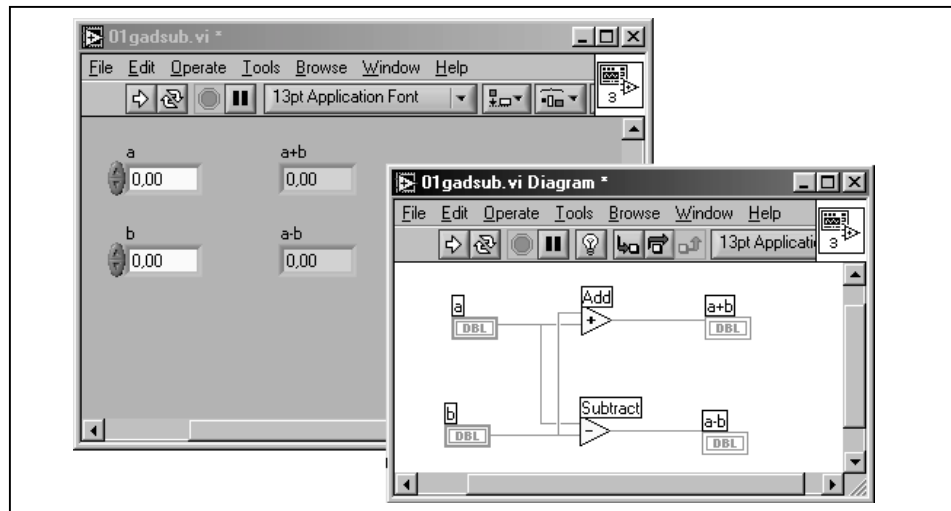 01gadsub.vi *
File Edit Operate Tools Browse Window Help
13pt Application Font
3
a
0,00
a+b
0,00
b
0,00
a-b
0,00
01gadsub.vi Diagram *
File Edit Operate Tools Browse Window Help
13pt Applicati
3
a
DBL
Add
+
a+b
DBL
b
DBL
Subtract
-
a-b
DBL